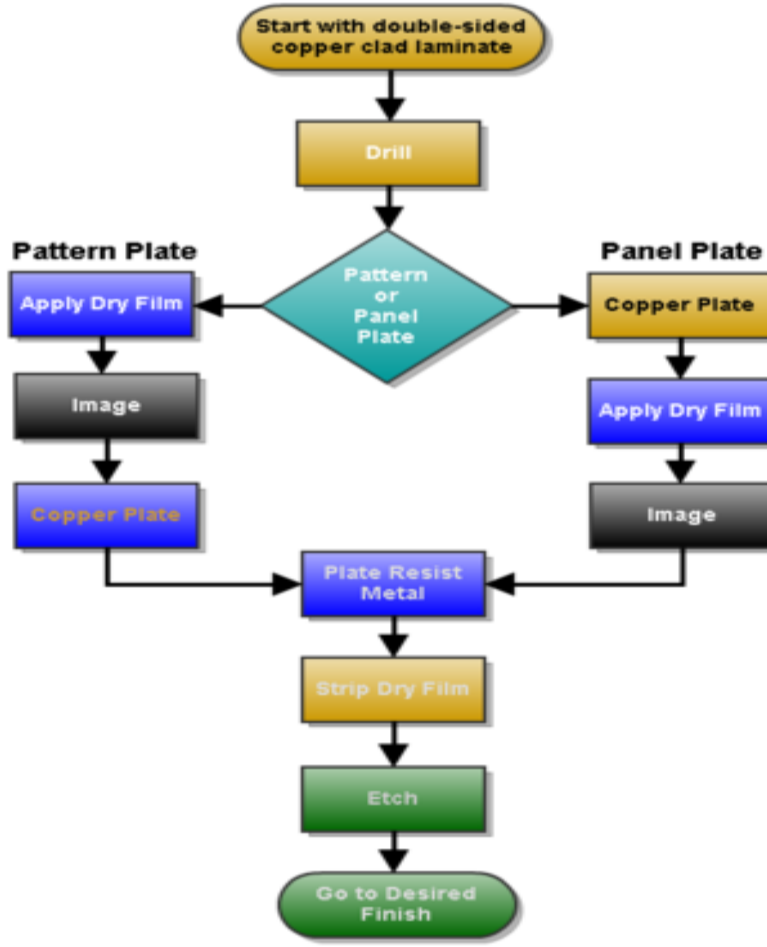 Start with double-sided
copper clad laminate
Drill
Pattern Plate
Panel Plate
Pattern
or
Panel
Plate
Apply Dry Film
Copper Plate
Image
Apply Dry Film
Copper Plate
Image
Plate Resist
Metal
Strip Dry Film
Etch
Go to Desired
Finish